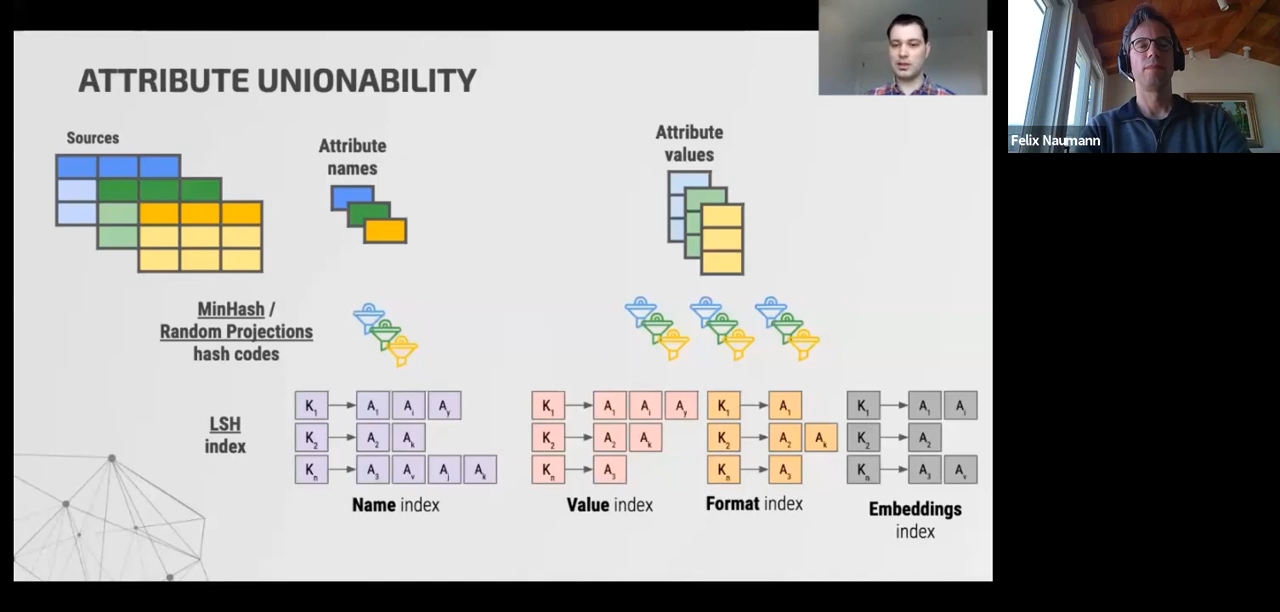 ATTRIBUTE UNIONABILITY
Felix Naumann
Sources
Attribute
names
Attribute
values
MinHash /
Random Projections
hash codes
LSH
index
K1 A1 Ai Ay
K2 A2 Ak
Kn A3 Av Aj Ak
Name index
K1 A1 Ai Ay
K2 A2 Ak
Kn A3
Value index
K1 A1
K2 A2 Ak
Kn A3
Format index
K1 A1 Ai
K2 A2
Kn A3 Av
Embeddings
index